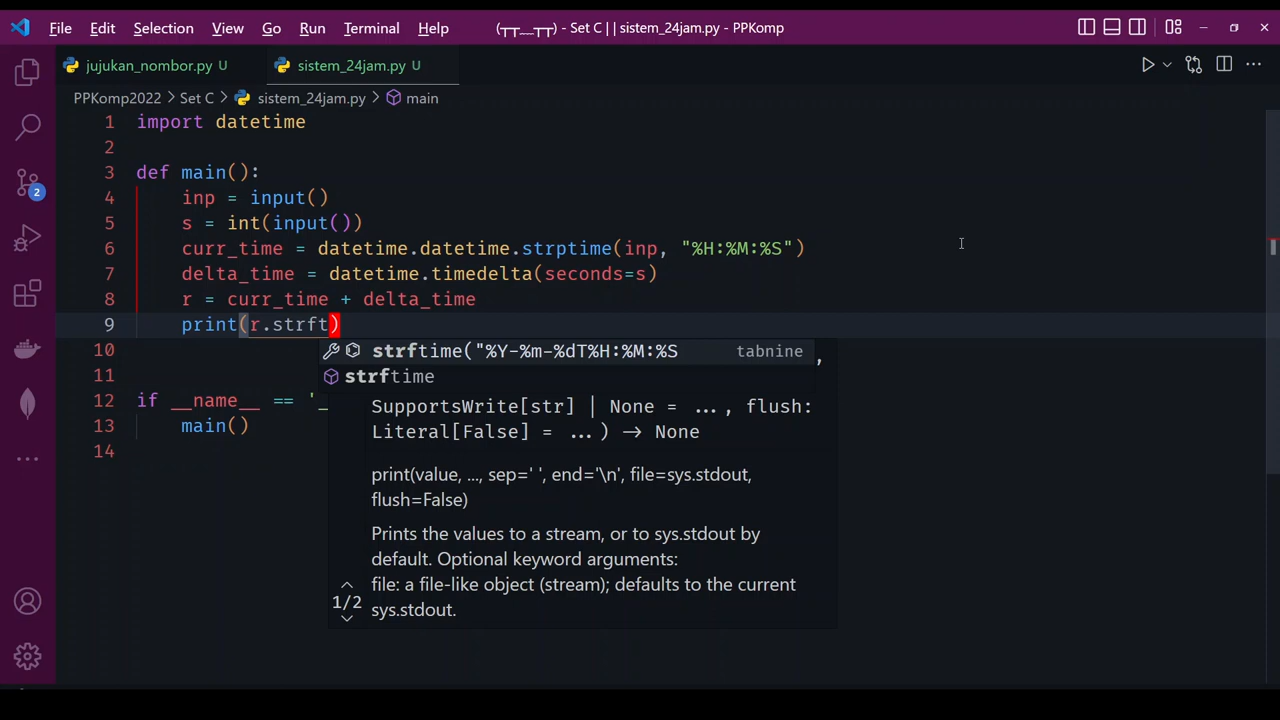 File Edit Selection View Go Run Terminal Help (┬┬﹏┬┬) - Set C | | sistem_24jam.py - PPKomp
jujukan_nombor.py U sistem_24jam.py U
PPKomp2022 > Set C > sistem_24jam.py > main
1 import datetime
2
3 def main():
4 inp = input()
5 s = int(input())
6 curr_time = datetime.datetime.strptime(inp, "%H:%M:%S")
7 delta_time = datetime.timedelta(seconds=s)
8 r = curr_time + delta_time
9 print(r.strft)
10
strftime("%Y-%m-%dT%H:%M:%S tabnine ,
11
strftime
12 if __name__ == '_
SupportsWrite[str] | None = ..., flush:
13 main()
Literal[False] = ...) -> None
14
print(value, ..., sep=' ', end='\n', file=sys.stdout,
flush=False)
Prints the values to a stream, or to sys.stdout by
default. Optional keyword arguments:
file: a file-like object (stream); defaults to the current
1/2 sys.stdout.
2